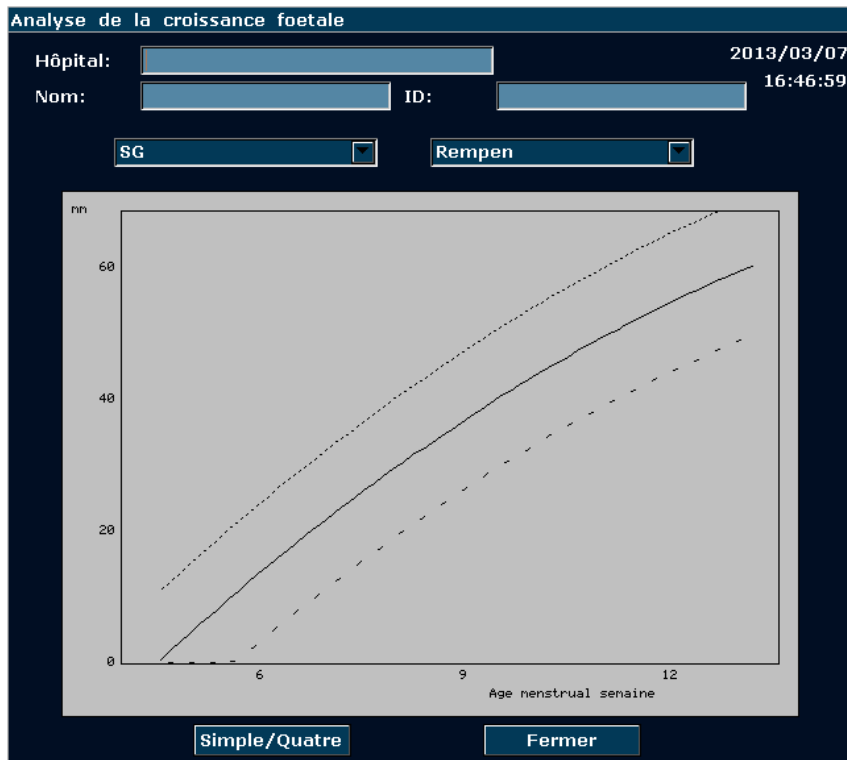 Analyse de la croissance foetale
Hôpital:
2013/03/07
Nom:
ID:
16:46:59
SG
Rempen
mm
60
40
20
0
6
9
12
Age menstrual semaine
Simple/Quatre
Fermer